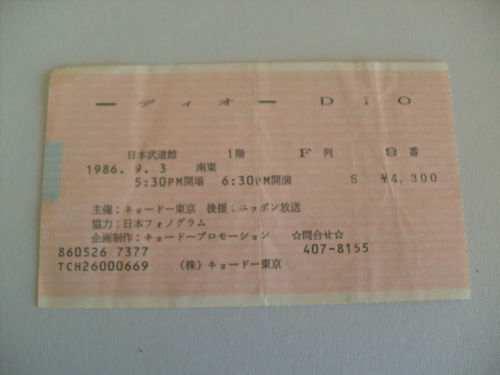 ー ディオ ー DIO
日本武道館 1階 F列 9番
1986. 9. 3 南東
5:30PM開場 6:30PM開演 S ¥4,300
主催:キョードー東京 後援:ニッポン放送
協力:日本フォノグラム
企画制作:キョードープロモーション ☆問合せ☆
860526 7377 407-8155
TCH26000669 (株)キョードー東京